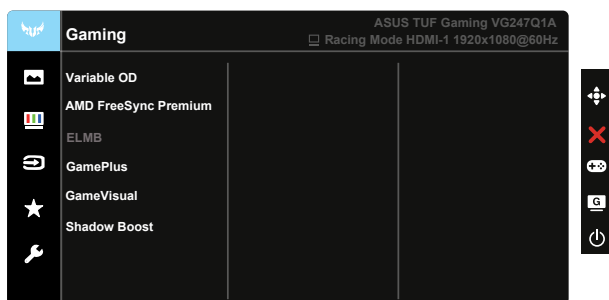 ASUS TUF Gaming VG247Q1A
Gaming
Racing Mode HDMI-1 1920x1080@60Hz
Variable OD
AMD FreeSync Premium
ELMB
GamePlus
GameVisual
Shadow Boost
G